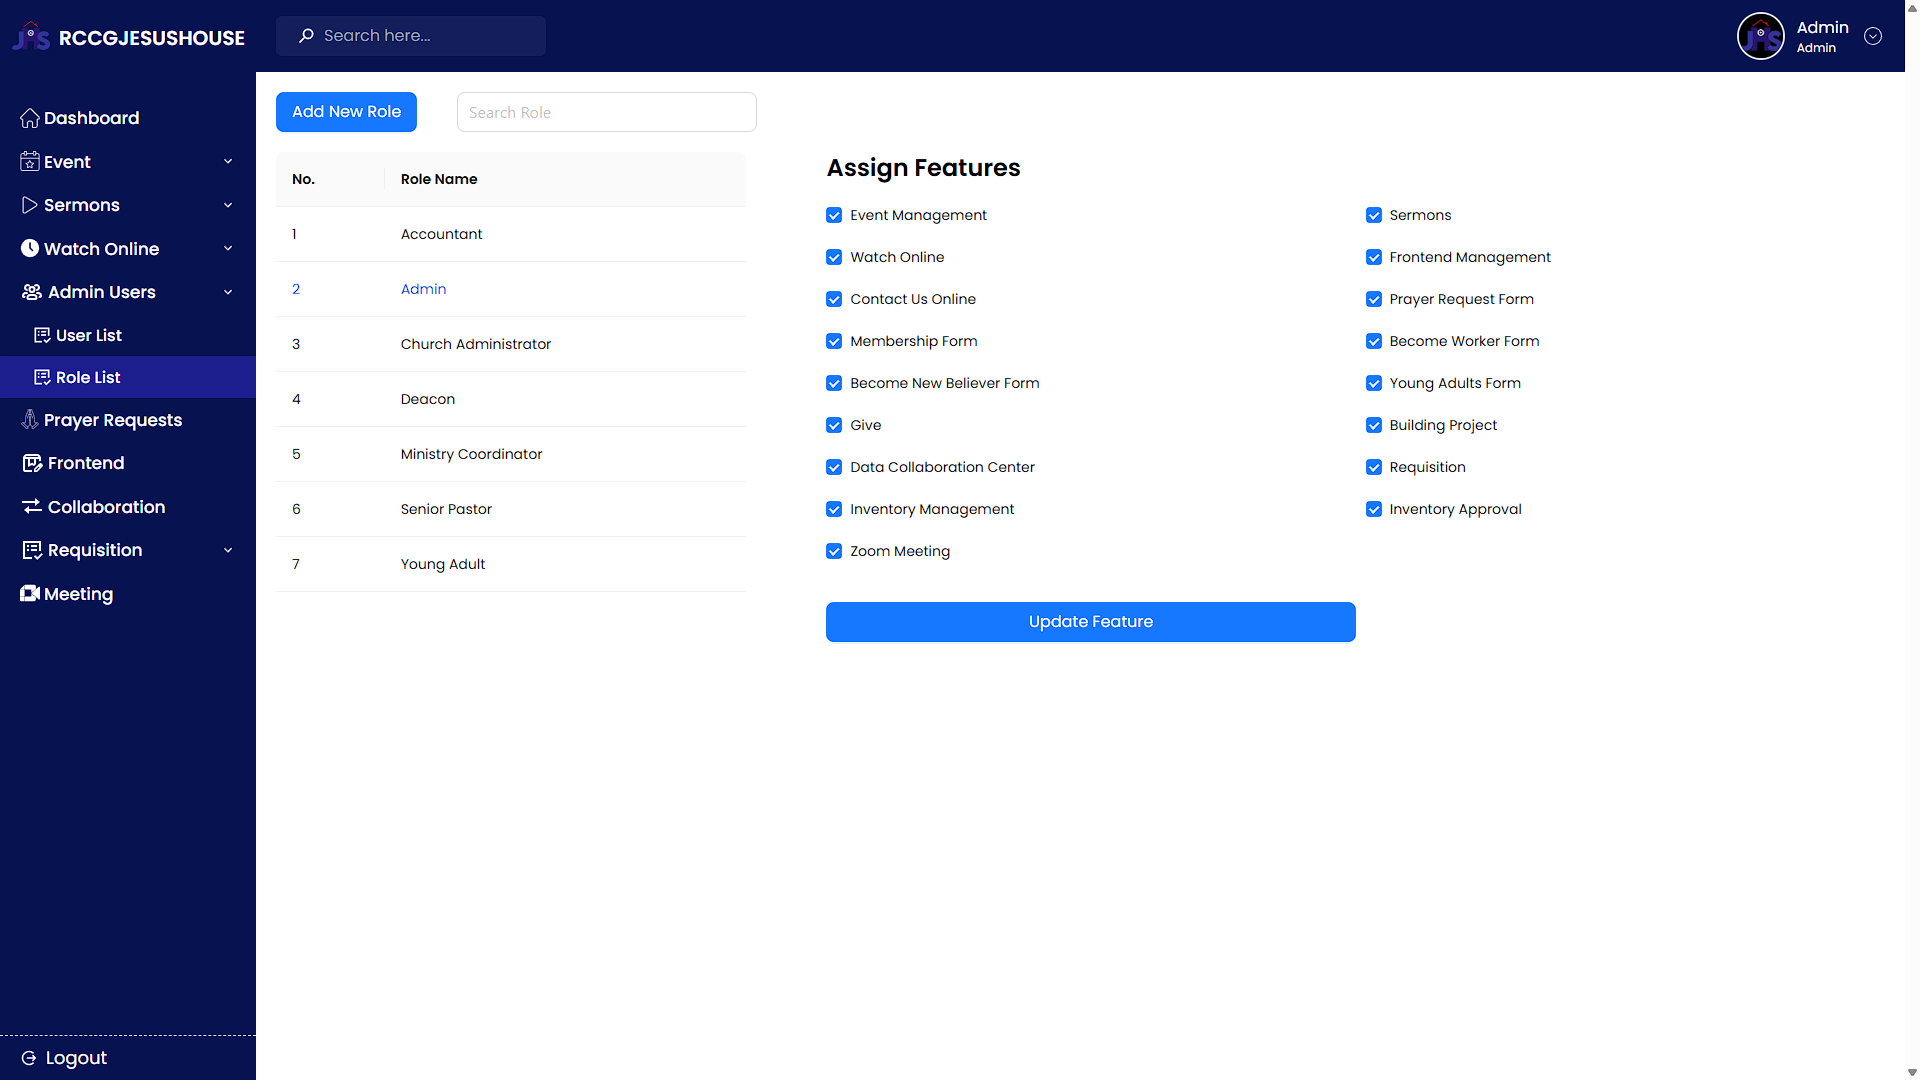 JHS RCCGJESUSHOUSE
Search here...
JHS
Admin
Admin
Dashboard
Event
Sermons
Watch Online
Admin Users
User List
Role List
Prayer Requests
Frontend
Collaboration
Requisition
Meeting
Logout
Add New Role
Search Role
No. Role Name
1 Accountant
2 Admin
3 Church Administrator
4 Deacon
5 Ministry Coordinator
6 Senior Pastor
7 Young Adult
Assign Features
Event Management Sermons
Watch Online Frontend Management
Contact Us Online Prayer Request Form
Membership Form Become Worker Form
Become New Believer Form Young Adults Form
Give Building Project
Data Collaboration Center Requisition
Inventory Management Inventory Approval
Zoom Meeting
Update Feature